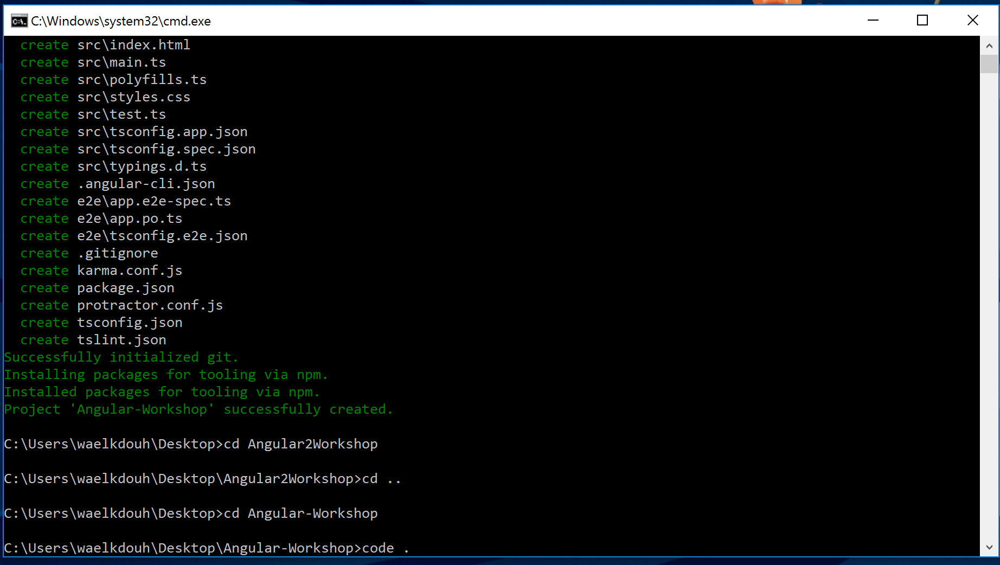 C:\Windows\system32\cmd.exe
create src\index.html
create src\main.ts
create src\polyfills.ts
create src\styles.css
create src\test.ts
create src\tsconfig.app.json
create src\tsconfig.spec.json
create src\typings.d.ts
create .angular-cli.json
create e2e\app.e2e-spec.ts
create e2e\app.po.ts
create e2e\tsconfig.e2e.json
create .gitignore
create karma.conf.js
create package.json
create protractor.conf.js
create tsconfig.json
create tslint.json
Successfully initialized git.
Installing packages for tooling via npm.
Installed packages for tooling via npm.
Project 'Angular-Workshop' successfully created.
C:\Users\waelkdouh\Desktop>cd Angular2Workshop
C:\Users\waelkdouh\Desktop\Angular2Workshop>cd ..
C:\Users\waelkdouh\Desktop>cd Angular-Workshop
C:\Users\waelkdouh\Desktop\Angular-Workshop>code .